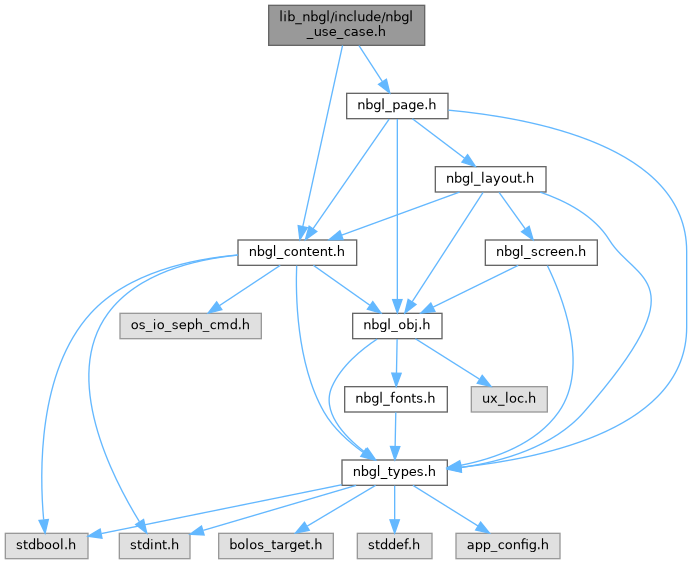 lib_nbgl/include/nbgl
_use_case.h
nbgl_page.h
nbgl_layout.h
nbgl_content.h
nbgl_screen.h
os_io_seph_cmd.h
nbgl_obj.h
nbgl_fonts.h
ux_loc.h
nbgl_types.h
stdbool.h
stdint.h
bolos_target.h
stddef.h
app_config.h